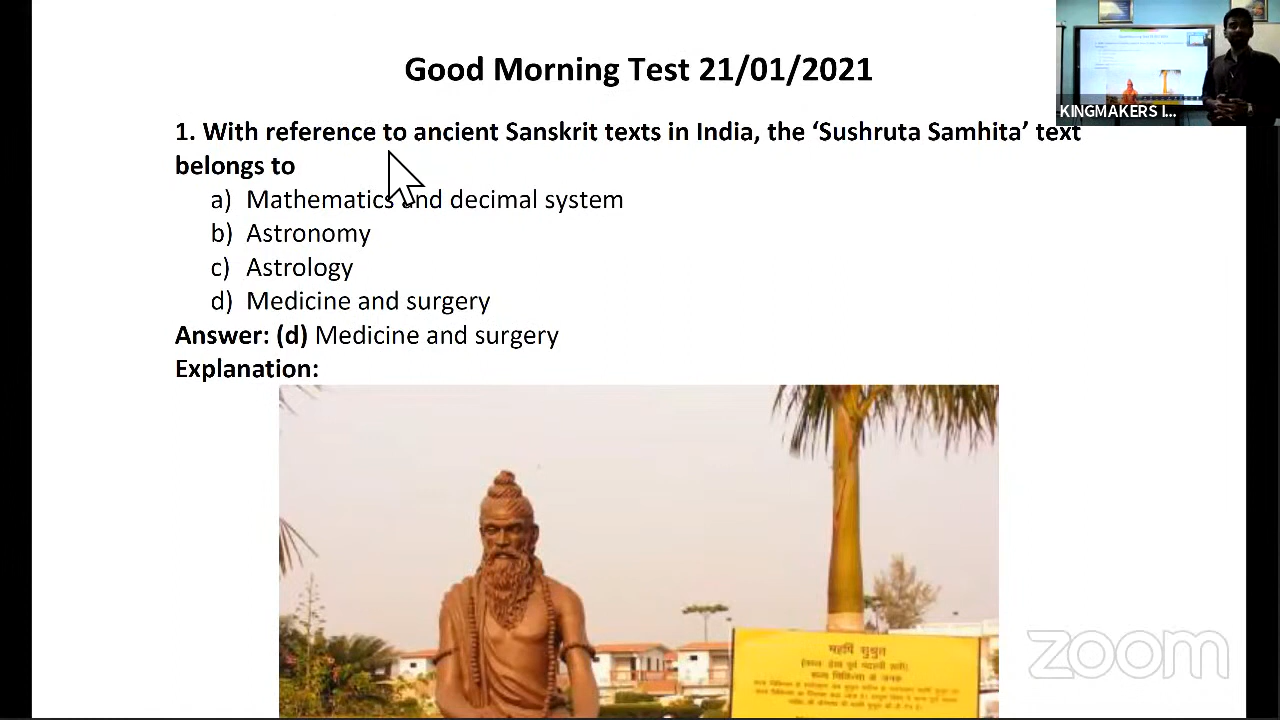 Good Morning Test 21/01/2021
KINGMAKERS I...
1. With reference to ancient Sanskrit texts in India, the ‘Sushruta Samhita’ text
belongs to
a) Mathematics and decimal system
b) Astronomy
c) Astrology
d) Medicine and surgery
Answer: (d) Medicine and surgery
Explanation:
महर्षि सुश्रुत
शल्य चिकित्सा के जनक
zoom